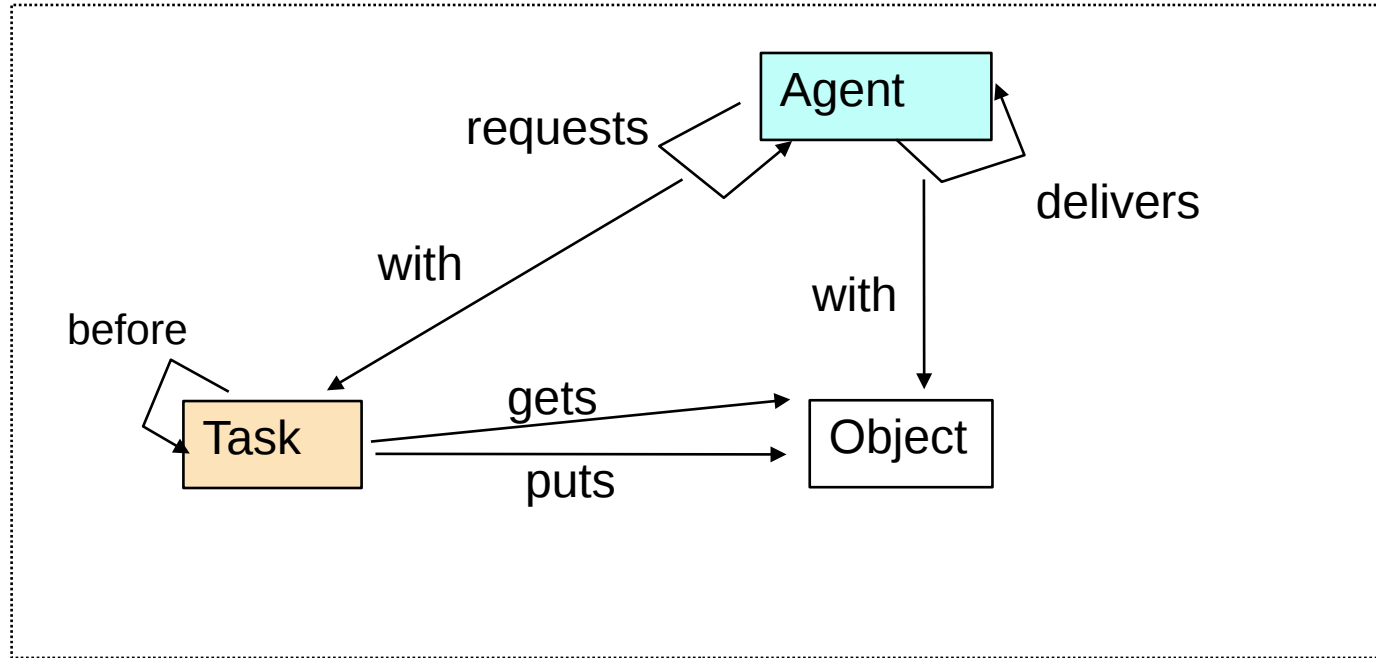 Agent
requests
delivers
with
with
before
gets
Task
Object
puts